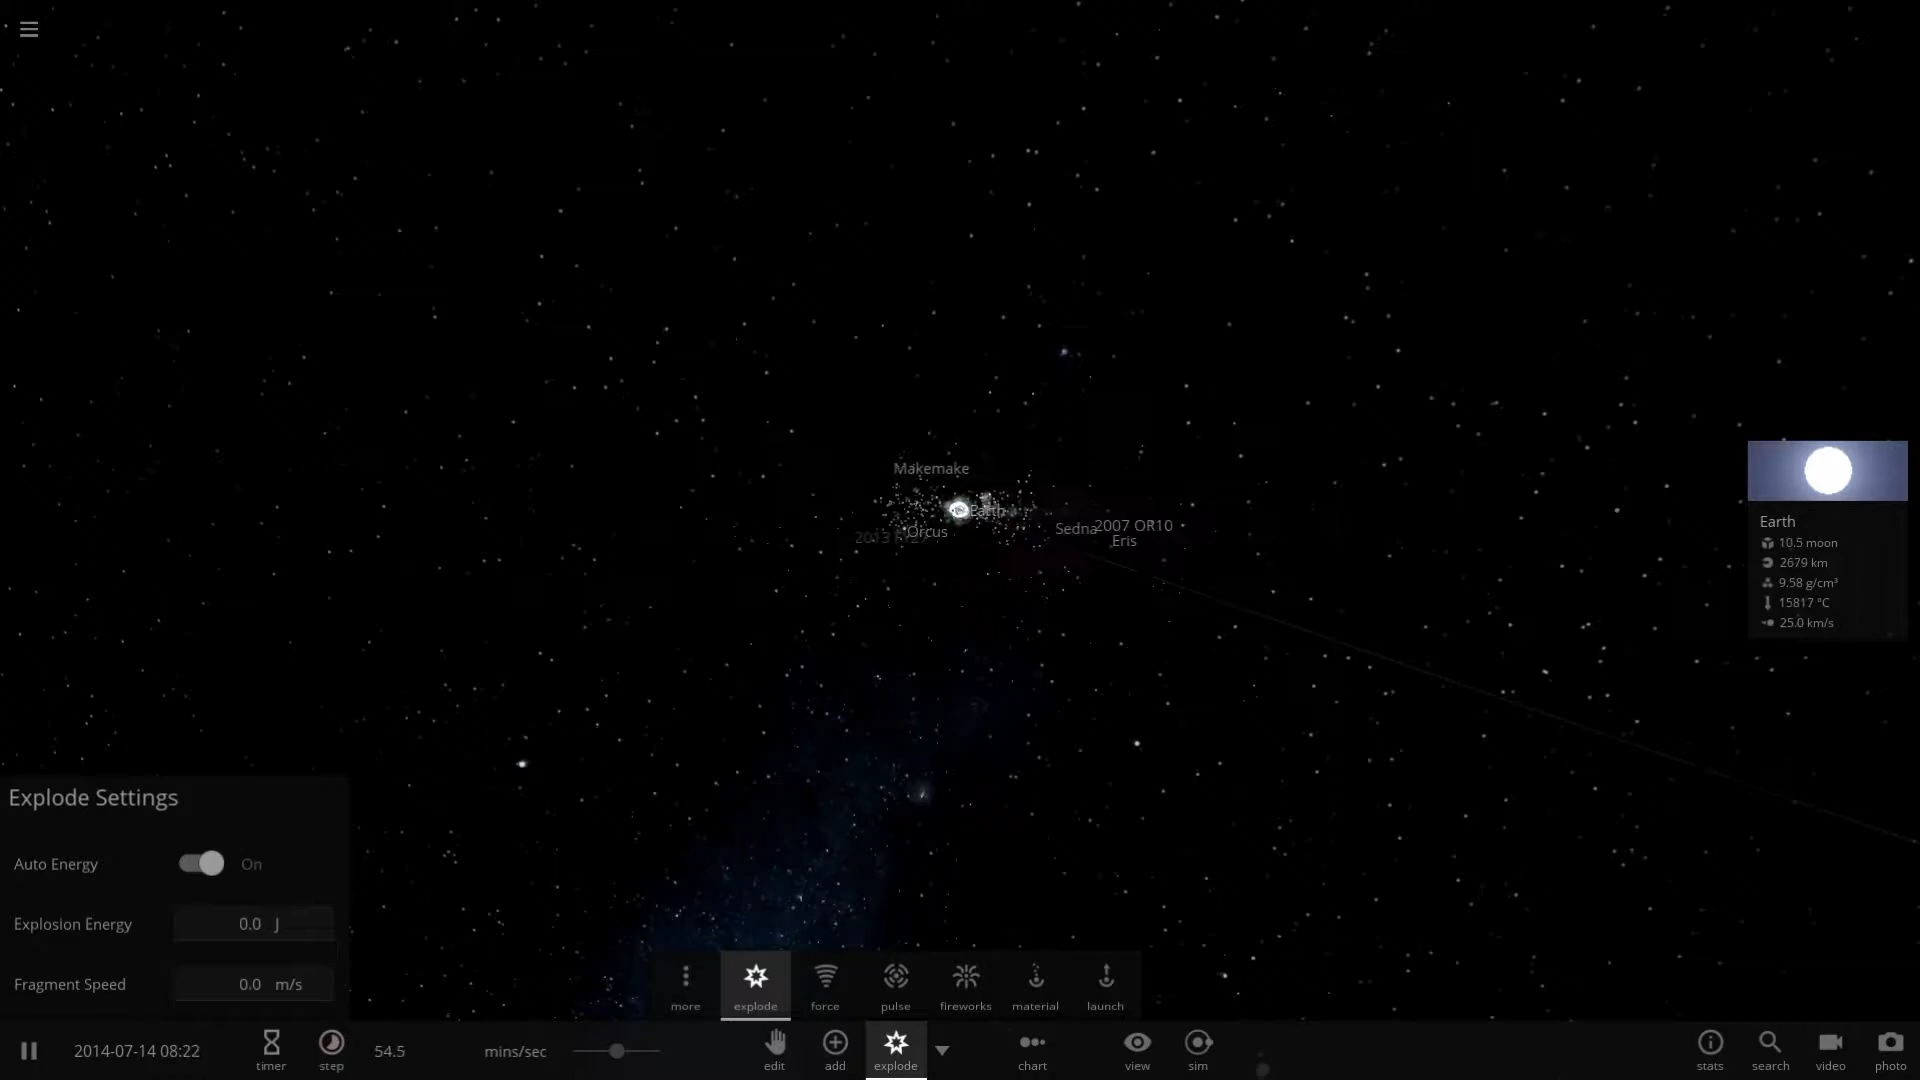 Makemake
Earth
Orcus
Sedna
2007 OR10
Eris
Earth
10.5 moon
2679 km
9.58 g/cm³
15817 °C
25.0 km/s
Explode Settings
Auto Energy On
Explosion Energy 0.0 J
Fragment Speed 0.0 m/s
more explode force pulse fireworks material launch
2014-07-14 08:22 timer step 54.5 mins/sec edit add explode chart view sim stats search video photo